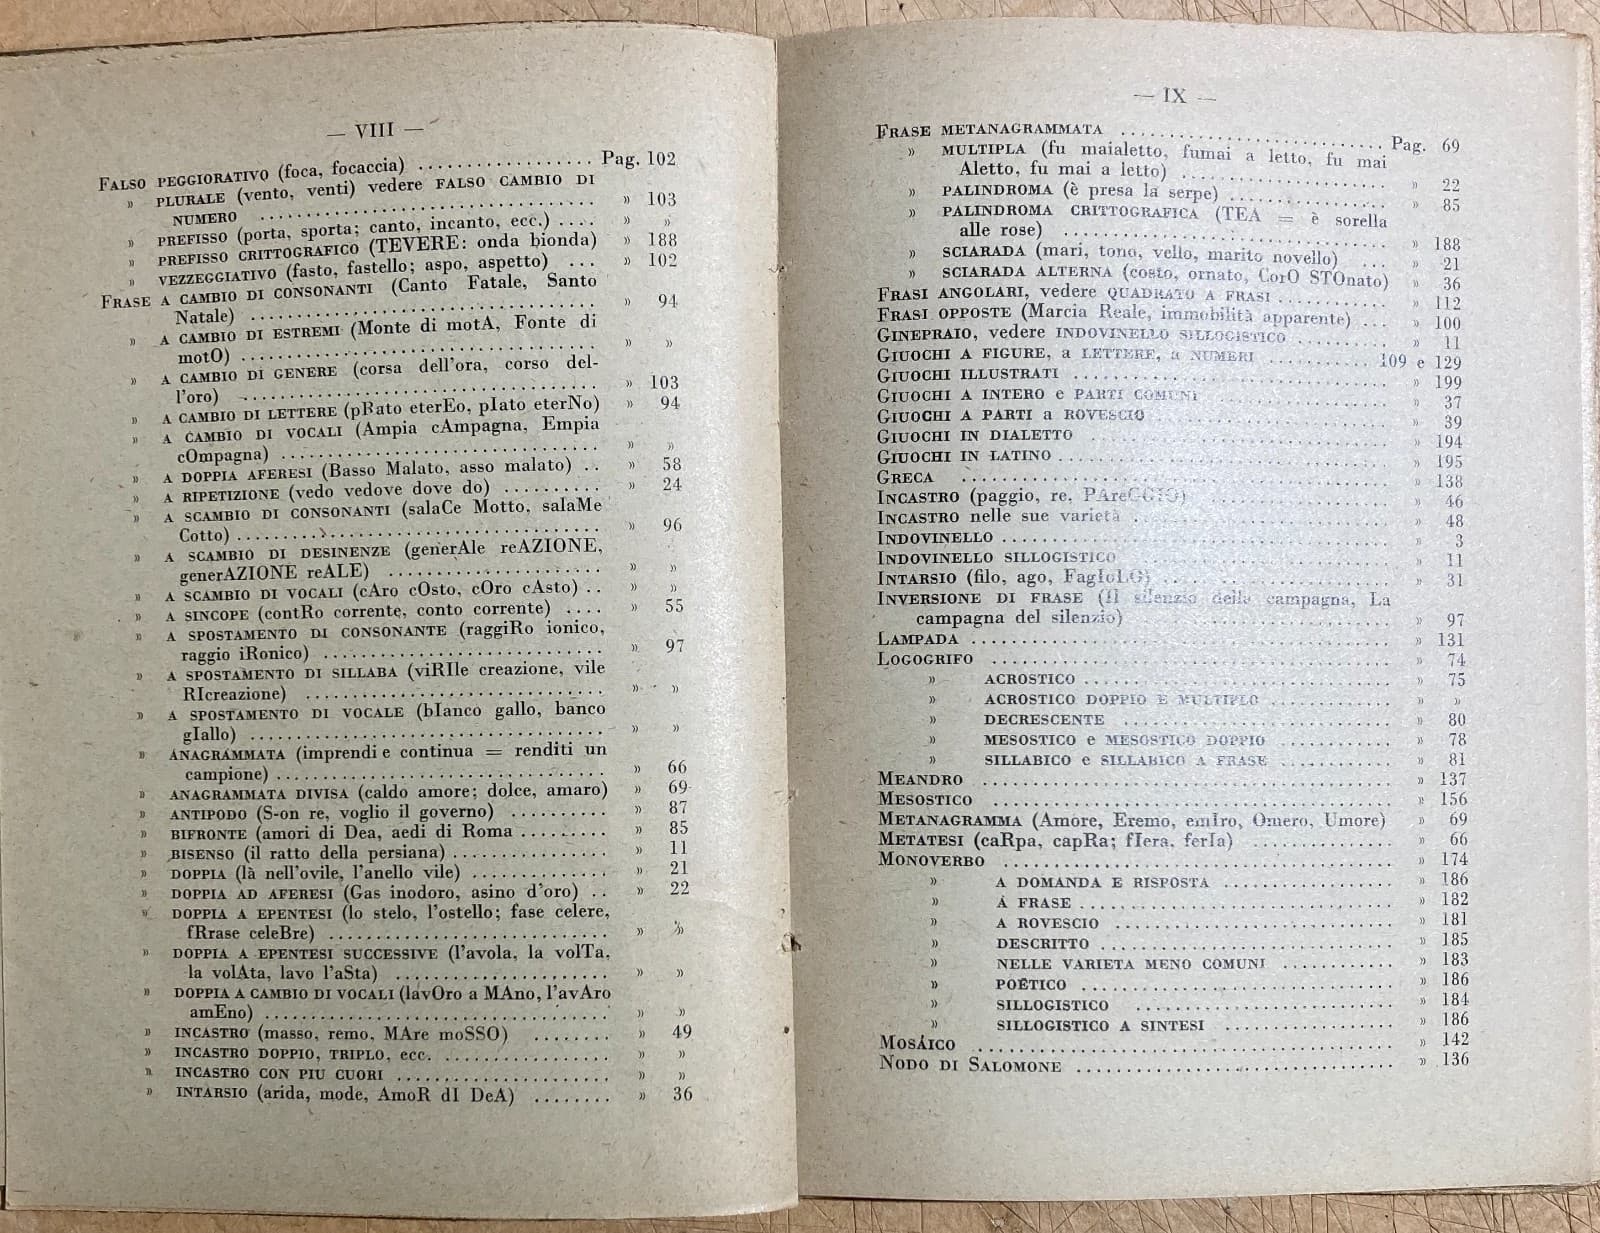 — VIII —
FALSO PEGGIORATIVO (foca, focaccia) .................. Pag. 102
» PLURALE (vento, venti) vedere FALSO CAMBIO DI
NUMERO .................................... » 103
» PREFISSO (porta, sporta; canto, incanto, ecc.) .... » »
» PREFISSO CRITTOGRAFICO (TEVERE: onda bionda) » 188
» VEZZEGGIATIVO (fasto, fastello; aspo, aspetto) ... » 102
FRASE A CAMBIO DI CONSONANTI (Canto Fatale, Santo
Natale) .................................... » 94
» A CAMBIO DI ESTREMI (Monte di motA, Fonte di
motO) .................................... » »
» A CAMBIO DI GENERE (corsa dell'ora, corso del-
l'oro) .................................... » 103
» A CAMBIO DI LETTERE (pRato eterEo, pIato eterNo) » 94
» A CAMBIO DI VOCALI (Ampia cAmpagna, Empia
cOmpagna) .................................... » »
» A DOPPIA AFERESI (Basso Malato, asso malato) .. » 58
» A RIPETIZIONE (vedo vedove dove do) .......... » 24
» A SCAMBIO DI CONSONANTI (salaCe Motto, salaMe
Cotto) .................................... » 96
» A SCAMBIO DI DESINENZE (generAle reAZIONE,
generAZIONE reALE) ...................... » »
» A SCAMBIO DI VOCALI (cAro cOsto, cOro cAsto) .. » »
» A SINCOPE (contRo corrente, conto corrente) .... » 55
» A SPOSTAMENTO DI CONSONANTE (raggiRo ionico,
raggio iRonico) .............................. » 97
» A SPOSTAMENTO DI SILLABA (viRIle creazione, vile
RIcreazione) .............................. » »
» A SPOSTAMENTO DI VOCALE (bIanco gallo, banco
gIallo) .................................... » »
» ANAGRAMMATA (imprendi e continua = renditi un
campione) .................................... » 66
» ANAGRAMMATA DIVISA (caldo amore; dolce, amaro) » 69
» ANTIPODO (S-on re, voglio il governo) .......... » 87
» BIFRONTE (amori di Dea, aedi di Roma ......... » 85
» BISENSO (il ratto della persiana) ................ » 11
» DOPPIA (là nell'ovile, l'anello vile) .............. » 21
» DOPPIA AD AFERESI (Gas inodoro, asino d'oro) .. » 22
» DOPPIA A EPENTESI (lo stelo, l'ostello; fase celere,
fRrase celeBre) .............................. » »
» DOPPIA A EPENTESI SUCCESSIVE (l'avola, la volTa,
la volAta, lavo l'aSta) ...................... » »
» DOPPIA A CAMBIO DI VOCALI (lavOro a MAno, l'avAro
amEno) .................................... » »
» INCASTRO (masso, remo, MAre moSSO) ........ » 49
» INCASTRO DOPPIO, TRIPLO, ecc. ................ » »
» INCASTRO CON PIU CUORI ...................... » »
» INTARSIO (arida, mode, AmoR dI DeA) ........ » 36
— IX —
FRASE METANAGRAMMATA .............................. Pag. 69
» MULTIPLA (fu maialetto, fumai a letto, fu mai
Aletto, fu mai a letto) ...................... » 22
» PALINDROMA (è presa la serpe) ................ » 85
» PALINDROMA CRITTOGRAFICA (TEA = è sorella
alle rose) .................................... » 188
» SCIARADA (mari, tono, vello, marito novello) ... » 21
» SCIARADA ALTERNA (costo, ornato, CorO STOnato) » 36
FRASI ANGOLARI, vedere QUADRATO A FRASI ............ » 112
FRASI OPPOSTE (Marcia Reale, immobilità apparente) ... » 100
GINEPRAIO, vedere INDOVINELLO SILLOGISTICO .......... » 11
GIUOCHI A FIGURE, a LETTERE, a NUMERI ............ 109 e 129
GIUOCHI ILLUSTRATI .............................. » 199
GIUOCHI A INTERO e PARTI COMUNI .................. » 37
GIUOCHI A PARTI a ROVESCIO ...................... » 39
GIUOCHI IN DIALETTO .............................. » 194
GIUOCHI IN LATINO .............................. » 195
GRECA .................................... » 138
INCASTRO (paggio, re, PAreGGIO) .................. » 46
INCASTRO nelle sue varietà ...................... » 48
INDOVINELLO .................................... » 3
INDOVINELLO SILLOGISTICO ...................... » 11
INTARSIO (filo, ago, FagIoLO) ...................... » 31
INVERSIONE DI FRASE (Il silenzio della campagna, La
campagna del silenzio) ...................... » 97
LAMPADA .................................... » 131
LOGOGRIFO .................................... » 74
» ACROSTICO .............................. » 75
» ACROSTICO DOPPIO E MULTIPLO ............ » »
» DECRESCENTE .......................... » 80
» MESOSTICO e MESOSTICO DOPPIO ............ » 78
» SILLABICO e SILLABICO A FRASE ............ » 81
MEANDRO .................................... » 137
MESOSTICO .................................... » 156
METANAGRAMMA (Amore, Eremo, emIro, Omero, Umore) » 69
METATESI (caRpa, capRa; fIera, ferIa) ................ » 66
MONOVERBO .................................... » 174
» A DOMANDA E RISPOSTA .................. » 186
» A FRASE .............................. » 182
» A ROVESCIO .......................... » 181
» DESCRITTO .............................. » 185
» NELLE VARIETA MENO COMUNI ............ » 183
» POÈTICO .............................. » 186
» SILLOGISTICO .......................... » 184
» SILLOGISTICO A SINTESI .................. » 186
MOSAICO .................................... » 142
NODO DI SALOMONE .............................. » 136